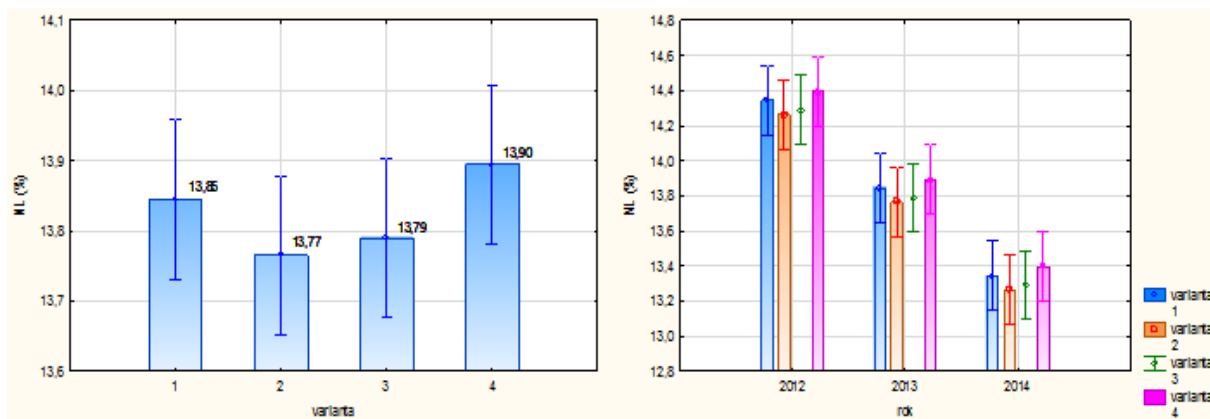 14,1
14,0
13,9
13,8
13,7
13,6
NL (%)
13,85
13,77
13,79
13,90
1 2 3 4
varianta
14,8
14,6
14,4
14,2
14,0
13,8
13,6
13,4
13,2
13,0
12,8
NL (%)
2012 2013 2014
rok
varianta
1
varianta
2
varianta
3
varianta
4